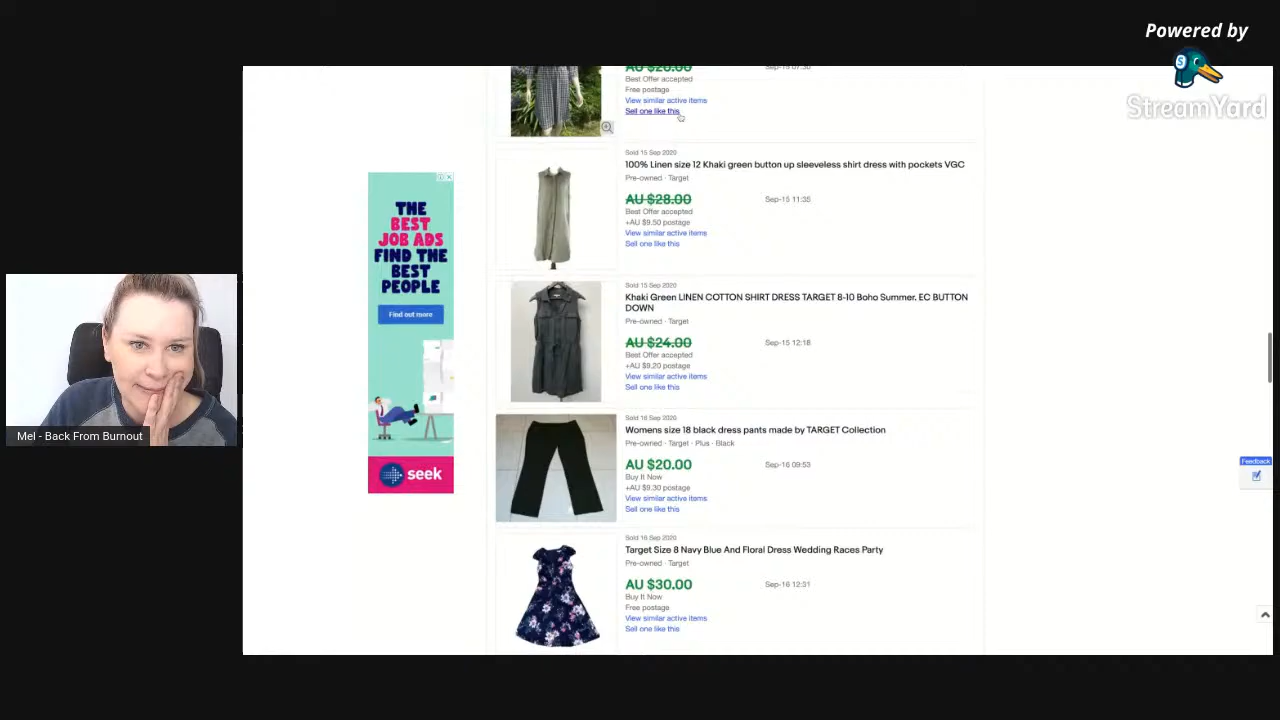 Powered by
StreamYard
AU $20.00
Sep-15 07:30
Best Offer accepted
Free postage
View similar active items
Sell one like this
Sold 15 Sep 2020
100% Linen size 12 Khaki green button up sleeveless shirt dress with pockets VGC
Pre-owned · Target
AU $28.00
Sep-15 11:35
Best Offer accepted
+AU $9.50 postage
View similar active items
Sell one like this
Sold 15 Sep 2020
Khaki Green LINEN COTTON SHIRT DRESS TARGET 8-10 Boho Summer. EC BUTTON
DOWN
Pre-owned · Target
AU $24.00
Sep-15 12:18
Best Offer accepted
+AU $9.20 postage
View similar active items
Sell one like this
Sold 16 Sep 2020
Womens size 18 black dress pants made by TARGET Collection
Pre-owned · Target · Plus · Black
AU $20.00
Sep-16 09:53
Buy It Now
+AU $9.30 postage
View similar active items
Sell one like this
Sold 16 Sep 2020
Target Size 8 Navy Blue And Floral Dress Wedding Races Party
Pre-owned · Target
AU $30.00
Sep-16 12:31
Buy It Now
Free postage
View similar active items
Sell one like this
THE
BEST
JOB ADS
FIND THE
BEST
PEOPLE
Find out more
seek
Mel - Back From Burnout
Feedback